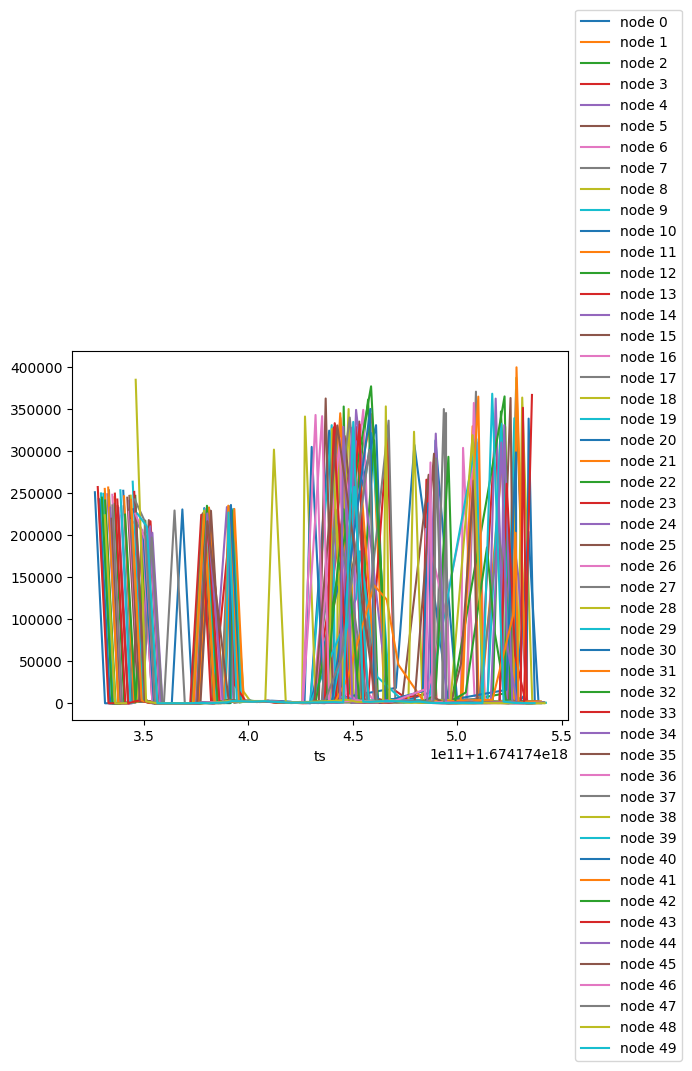 400000
350000
300000
250000
200000
150000
100000
50000
0
3.5
4.0
4.5
5.0
5.5
1e11+1.674174e18
ts
node 0
node 1
node 2
node 3
node 4
node 5
node 6
node 7
node 8
node 9
node 10
node 11
node 12
node 13
node 14
node 15
node 16
node 17
node 18
node 19
node 20
node 21
node 22
node 23
node 24
node 25
node 26
node 27
node 28
node 29
node 30
node 31
node 32
node 33
node 34
node 35
node 36
node 37
node 38
node 39
node 40
node 41
node 42
node 43
node 44
node 45
node 46
node 47
node 48
node 49